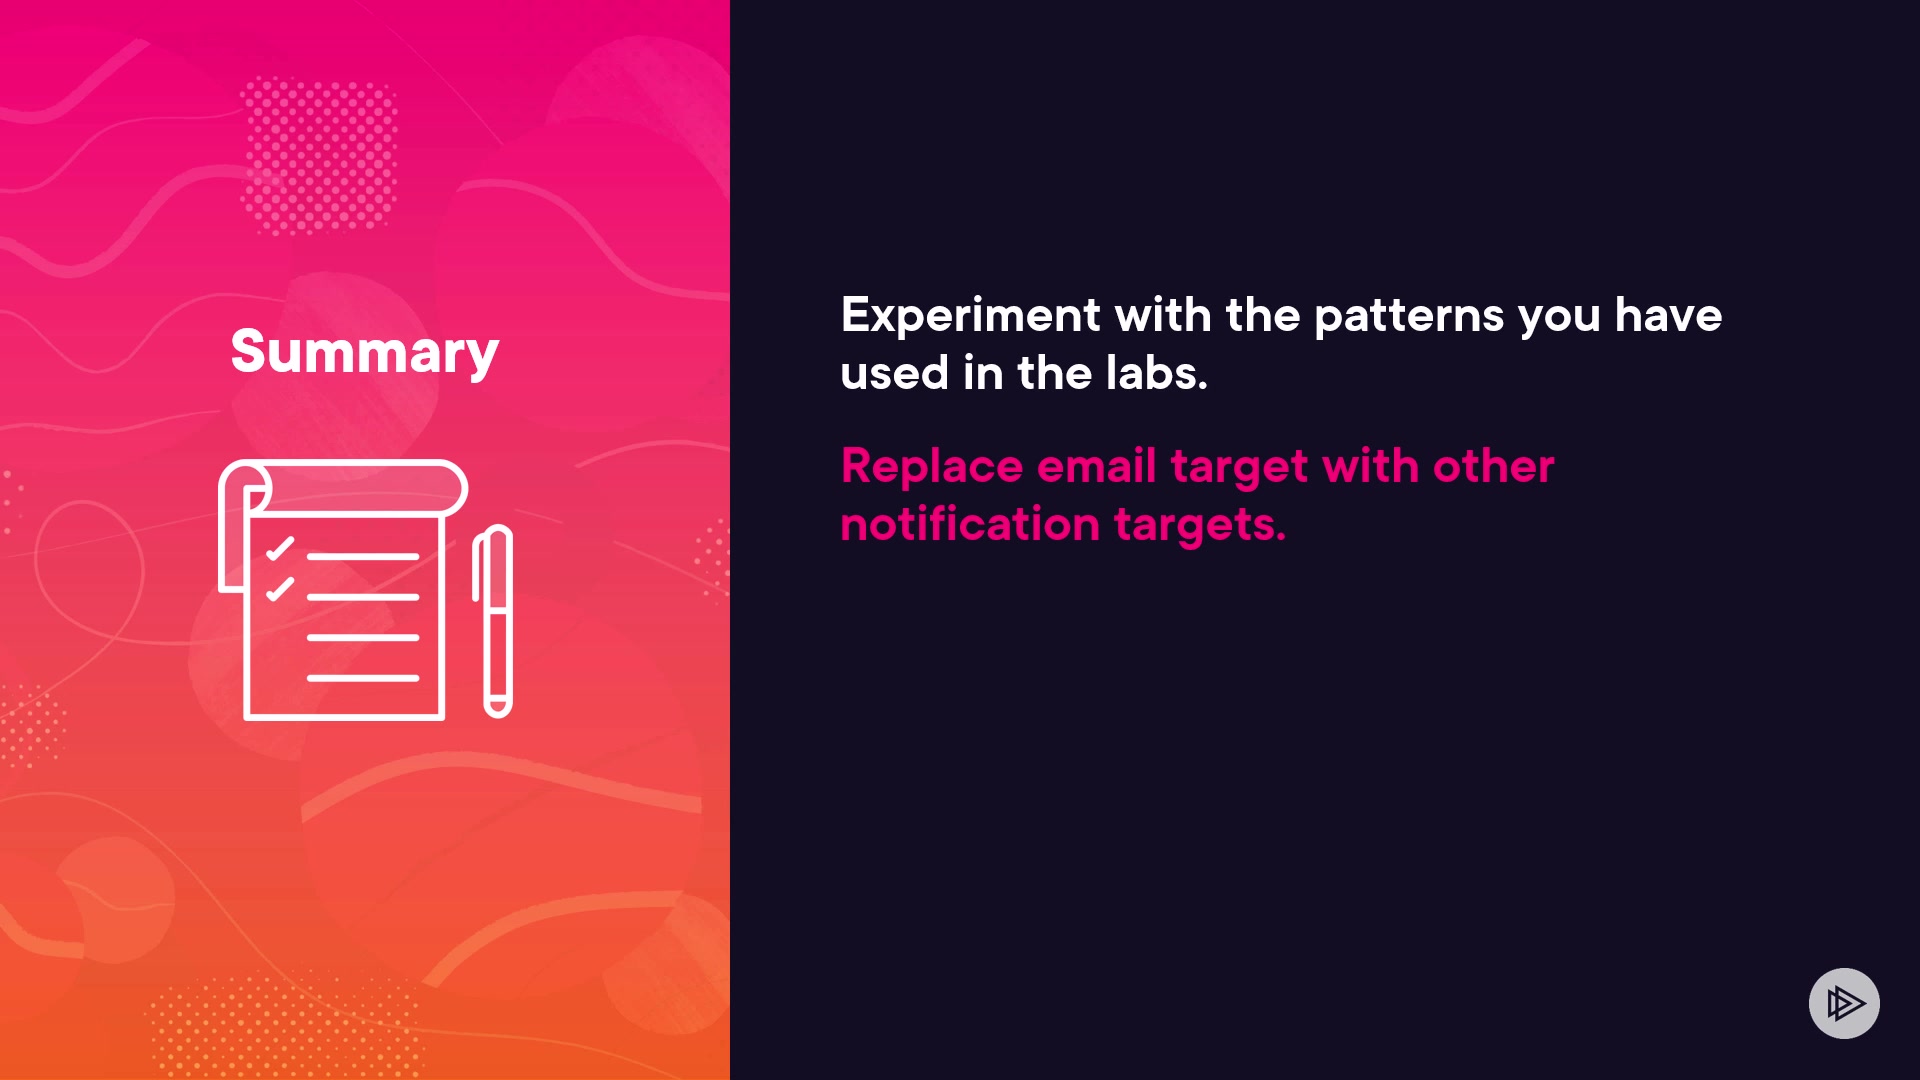 Summary
Experiment with the patterns you have
used in the labs.
Replace email target with other
notification targets.